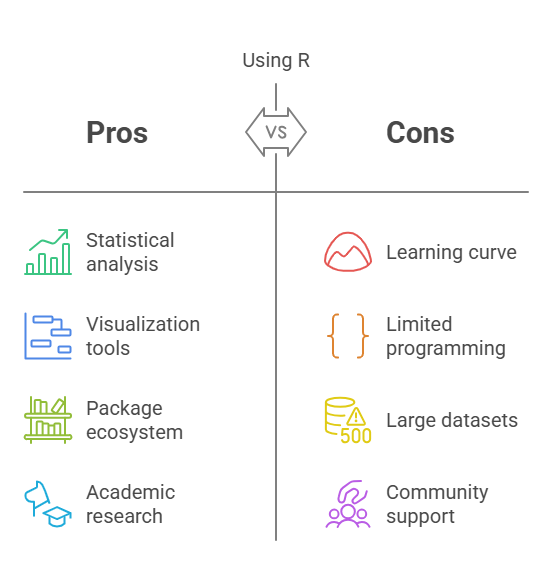 Using R
Pros
VS
Cons
Statistical
analysis
Visualization
tools
Package
ecosystem
Academic
research
Learning curve
Limited
programming
Large datasets
500
Community
support